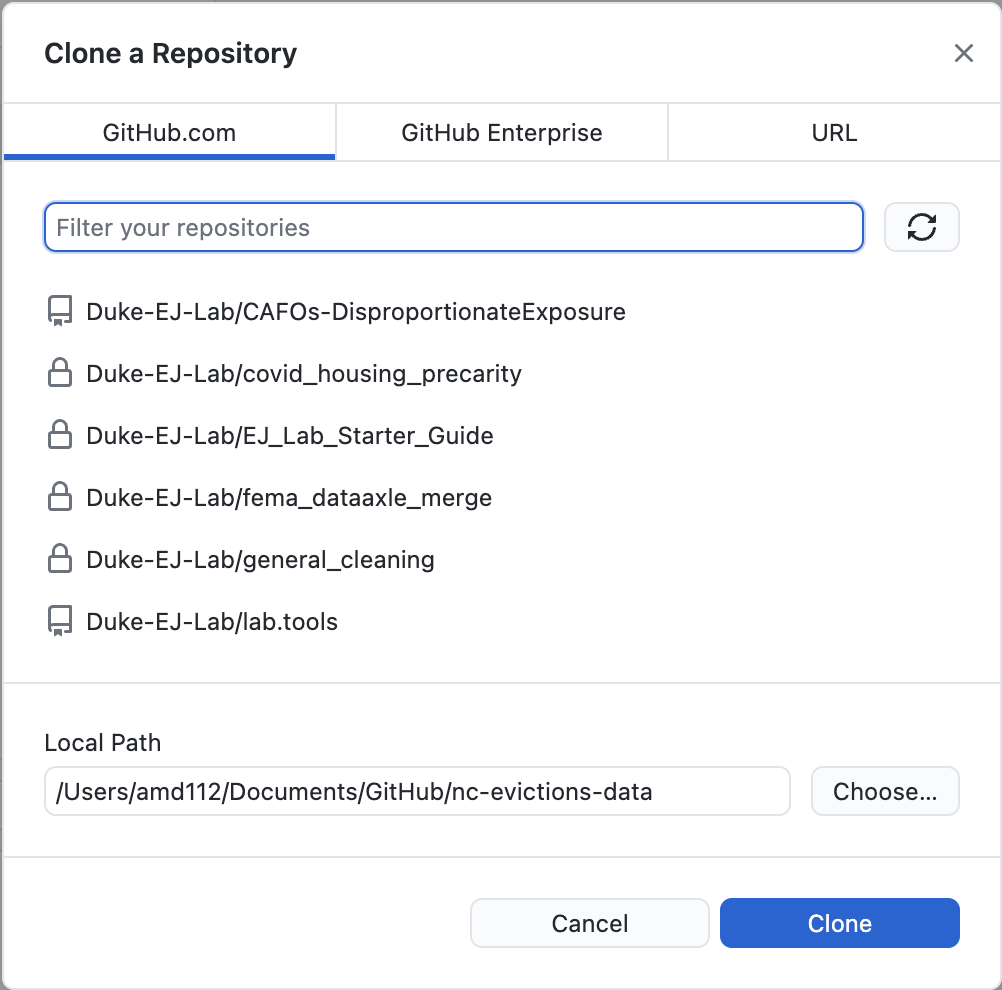 Clone a Repository
GitHub.com
GitHub Enterprise
URL
Filter your repositories
Duke-EJ-Lab/CAFOs-DisproportionateExposure
Duke-EJ-Lab/covid_housing_precarity
Duke-EJ-Lab/EJ_Lab_Starter_Guide
Duke-EJ-Lab/fema_dataaxle_merge
Duke-EJ-Lab/general_cleaning
Duke-EJ-Lab/lab.tools
Local Path
/Users/amd112/Documents/GitHub/nc-evictions-data
Choose...
Cancel
Clone